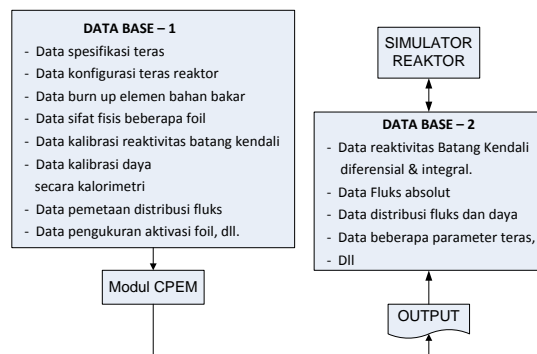 DATA BASE – 1
- Data spesifikasi teras
- Data konfigurasi teras reaktor
- Data burn up elemen bahan bakar
- Data sifat fisis beberapa foil
- Data kalibrasi reaktivitas batang kendali
- Data kalibrasi daya
secara kalorimetri
- Data pemetaan distribusi fluks
- Data pengukuran aktivasi foil, dll.
Modul CPEM
SIMULATOR
REAKTOR
DATA BASE – 2
- Data reaktivitas Batang Kendali
diferensial & integral.
- Data Fluks absolut
- Data distribusi fluks dan daya
- Data beberapa parameter teras,
- Dll
OUTPUT